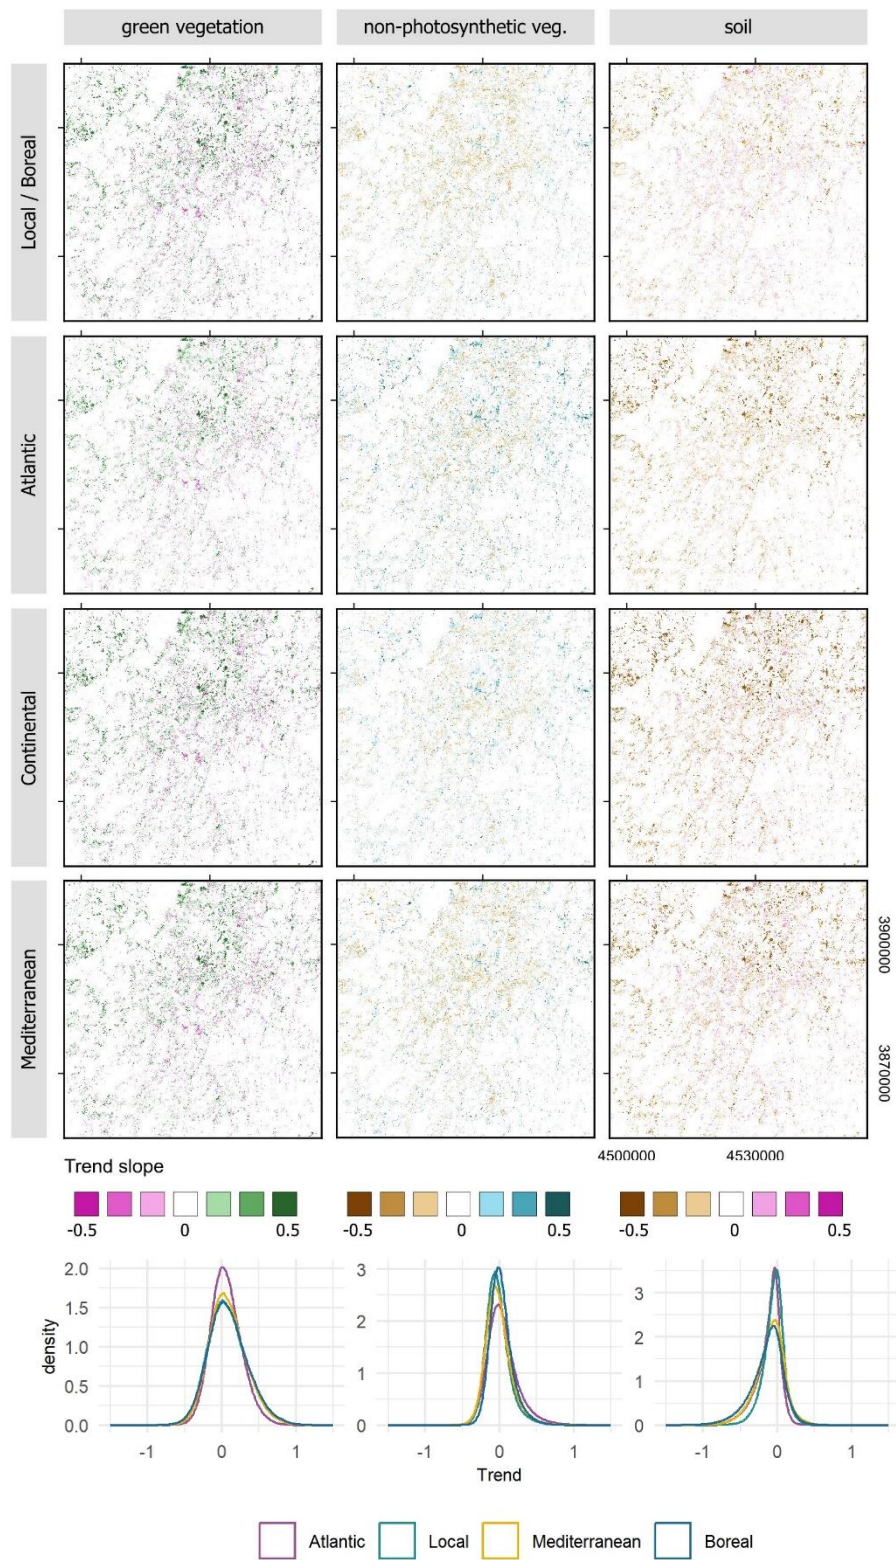 green vegetation
non-photosynthetic veg.
soil
Local / Boreal
Atlantic
Continental
Mediterranean
3900000
3870000
4500000
4530000
Trend slope
-0.5 0 0.5
-0.5 0 0.5
-0.5 0 0.5
density
2.0
1.5
1.0
0.5
0.0
-1 0 1
3
2
1
0
-1 0 1
3
2
1
0
-1 0 1
Trend
Atlantic Local Mediterranean Boreal